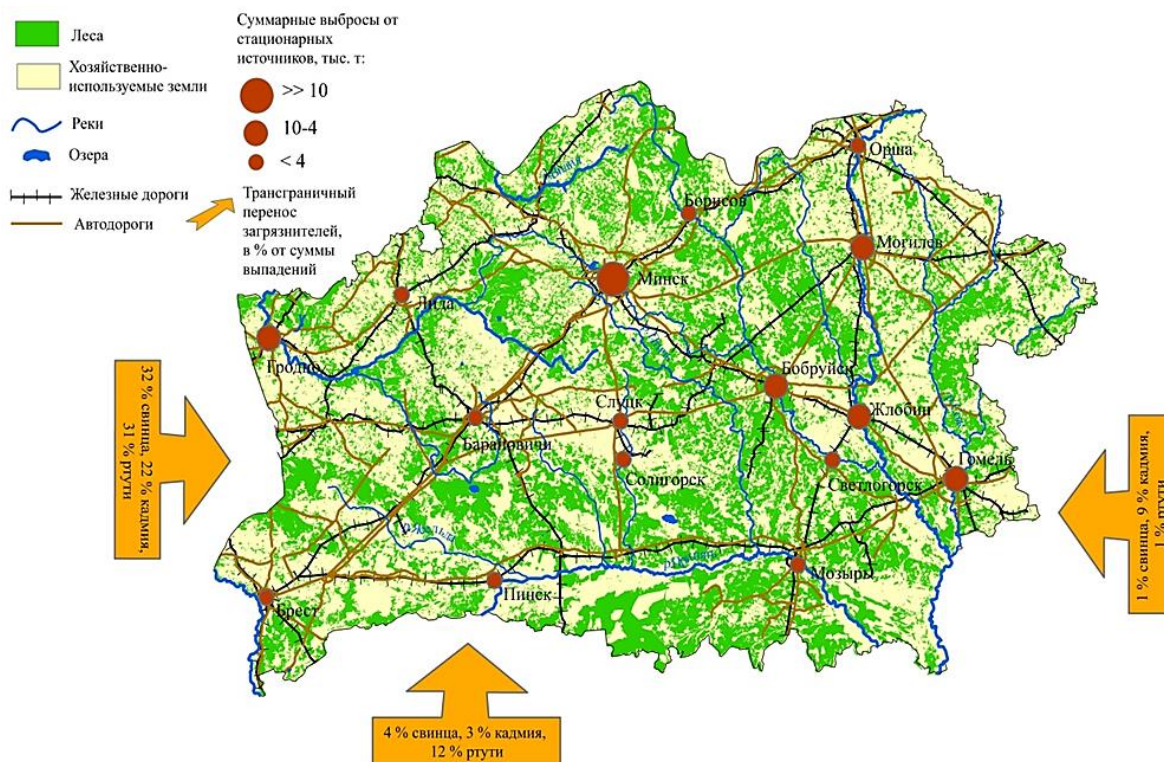 Леса
Хозяйственно-
используемые земли
Реки
Озера
Железные дороги
Автодороги
Суммарные выбросы от
стационарных
источников, тыс. т:
>> 10
10-4
< 4
Трансграничный
перенос
загрязнителей,
в % от суммы
выпадений
Орша
Борисов
Могилев
Минск
Лида
Гродно
Бобруйск
Слуцк
Жлобин
Барановичи
Гомель
Солигорск
Светлогорск
Мозырь
Пинск
Брест
32 % свинца, 22 % кадмия,
31 % ртути
1 % свинца, 9 % кадмия,
1 % ртути
4 % свинца, 3 % кадмия,
12 % ртути